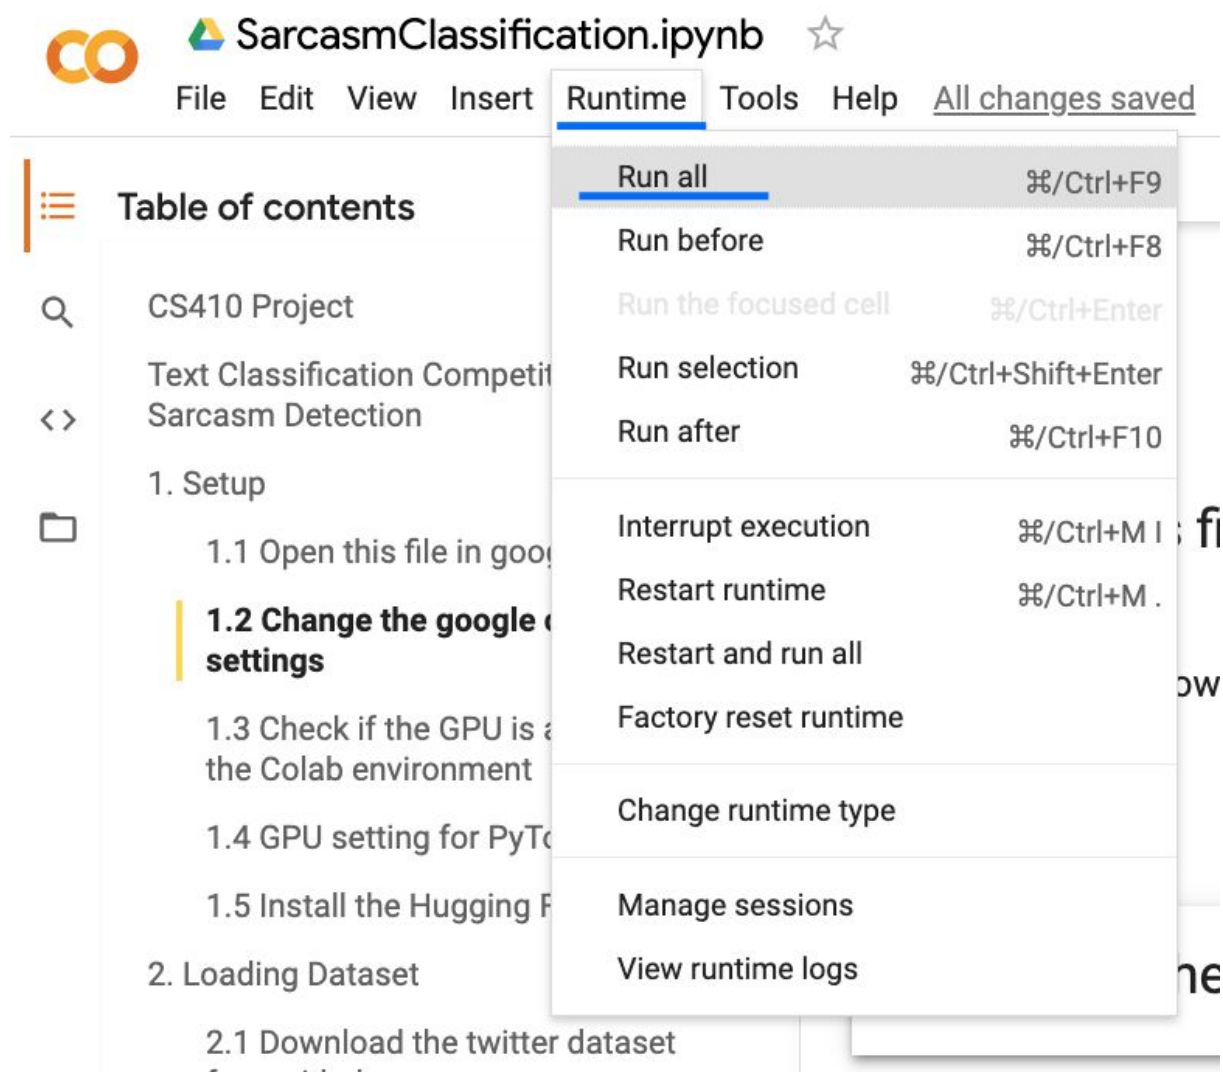 SarcasmClassification.ipynb
File Edit View Insert Runtime Tools Help All changes saved
Table of contents
CS410 Project
Text Classification
Sarcasm Detection
1. Setup
1.1 Open this file in
1.2 Change the google
settings
1.3 Check if the GPU is
the Colab environment
1.4 GPU setting for
1.5 Install the Hugging
2. Loading Dataset
2.1 Download the twitter dataset
Run all ⌘/Ctrl+F9
Run before ⌘/Ctrl+F8
Run the focused cell ⌘/Ctrl+Enter
Run selection ⌘/Ctrl+Shift+Enter
Run after ⌘/Ctrl+F10
Interrupt execution ⌘/Ctrl+M I
Restart runtime ⌘/Ctrl+M .
Restart and run all
Factory reset runtime
Change runtime type
Manage sessions
View runtime logs